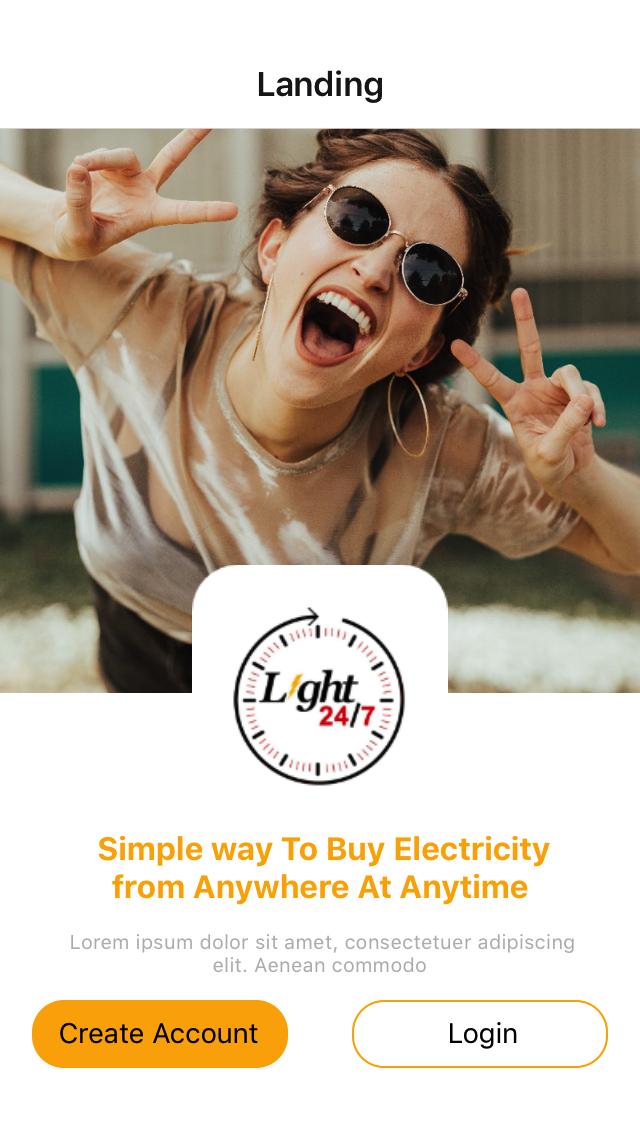 Landing
Light
24/7
Simple way To Buy Electricity
from Anywhere At Anytime
Lorem ipsum dolor sit amet, consectetuer adipiscing
elit. Aenean commodo
Create Account
Login